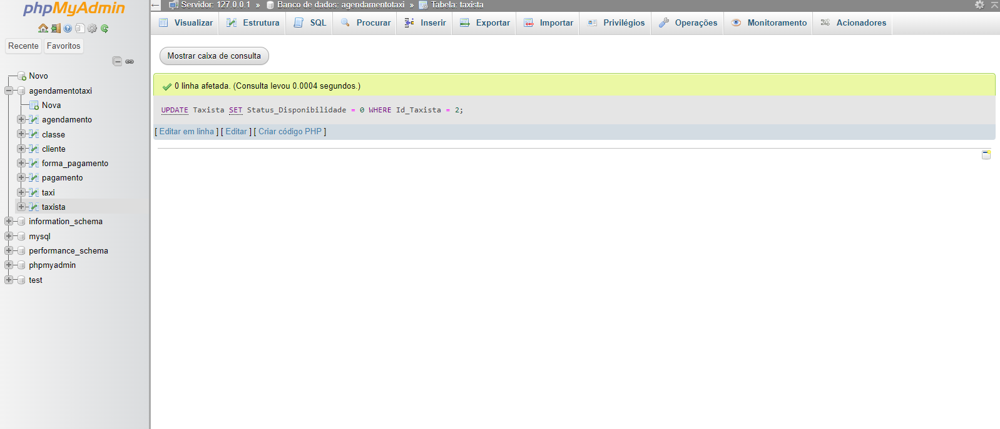 phpMyAdmin
Recente Favoritos
Novo
agendamentotaxi
Nova
agendamento
classe
cliente
forma_pagamento
pagamento
taxi
taxista
information_schema
mysql
performance_schema
phpmyadmin
test
Servidor: 127.0.0.1 » Banco de dados: agendamentotaxi » Tabela: taxista
Visualizar Estrutura SQL Procurar Inserir Exportar Importar Privilégios Operações Monitoramento Acionadores
Mostrar caixa de consulta
0 linha afetada. (Consulta levou 0.0004 segundos.)
UPDATE Taxista SET Status_Disponibilidade = 0 WHERE Id_Taxista = 2;
[ Editar em linha ] [ Editar ] [ Criar código PHP ]